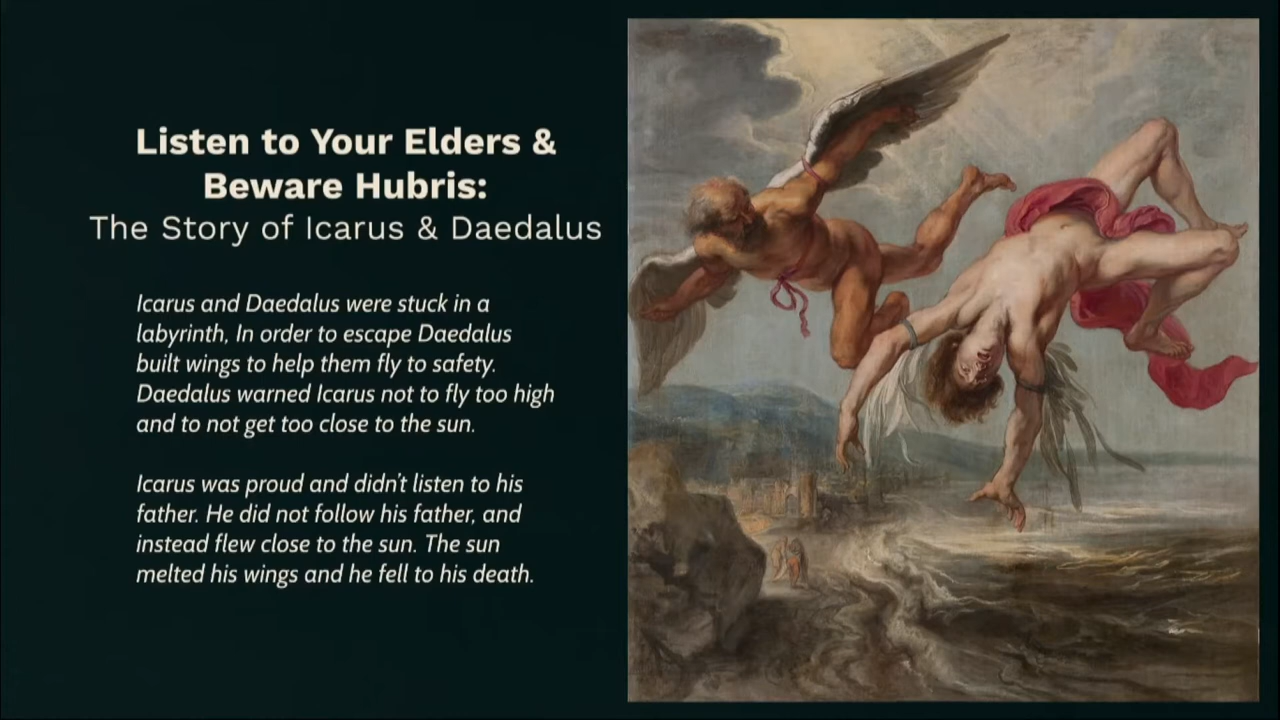 Listen to Your Elders &
Beware Hubris:
The Story of Icarus & Daedalus
Icarus and Daedalus were stuck in a
labyrinth, In order to escape Daedalus
built wings to help them fly to safety.
Daedalus warned Icarus not to fly too high
and to not get too close to the sun.
Icarus was proud and didn't listen to his
father. He did not follow his father, and
instead flew close to the sun. The sun
melted his wings and he fell to his death.